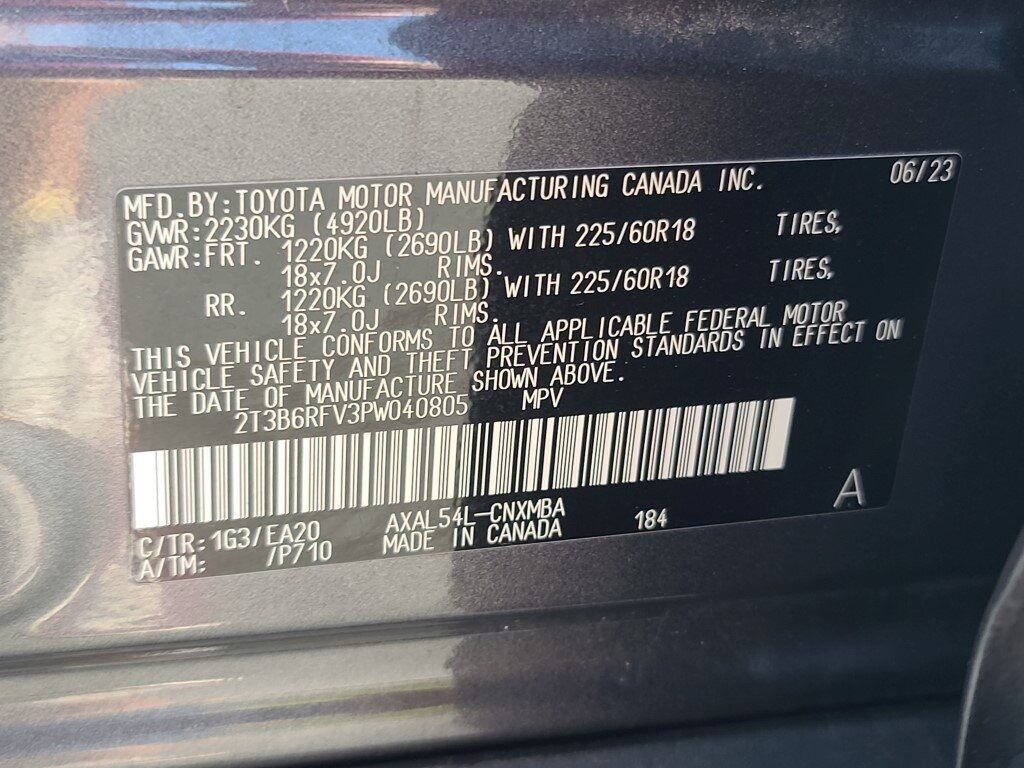 06/23
MFD.BY:TOYOTA MOTOR MANUFACTURING CANADA INC.
GVWR:2230KG (4920LB)
GAWR:FRT. 1220KG (2690LB) WITH 225/60R18 TIRES,
18x7.0J RIMS.
RR. 1220KG (2690LB) WITH 225/60R18 TIRES,
18x7.0J RIMS.
THIS VEHICLE CONFORMS TO ALL APPLICABLE FEDERAL MOTOR
VEHICLE SAFETY AND THEFT PREVENTION STANDARDS IN EFFECT ON
THE DATE OF MANUFACTURE SHOWN ABOVE.
2T3B6RFV3PW040805 MPV
A
C/TR:1G3/EA20 AXAL54L-CNXMBA 184
A/TM: /P710 MADE IN CANADA